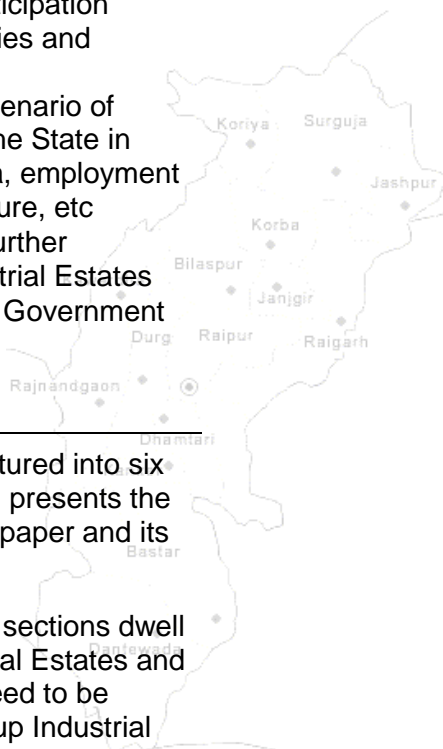 ticipation
ies and
enario of
ne State in
a, employment
ure, etc
urther
trial Estates
Government
tured into six
presents the
paper and its
sections dwell
al Estates and
eed to be
up Industrial
Koriya
Surguja
Jashpur
Korba
Bilaspur
Janjgir
Durg
Raipur
Raigarh
Rajnandgaon
Dhamtari
Bastar
Dantewada